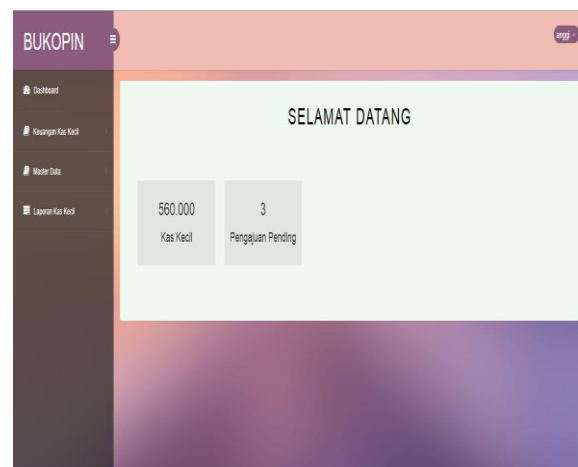 BUKOPIN
anggi
Dashboard
Keuangan Kas Kecil
Master Data
Laporan Kas Kecil
SELAMAT DATANG
560.000
Kas Kecil
3
Pengajuan Pending